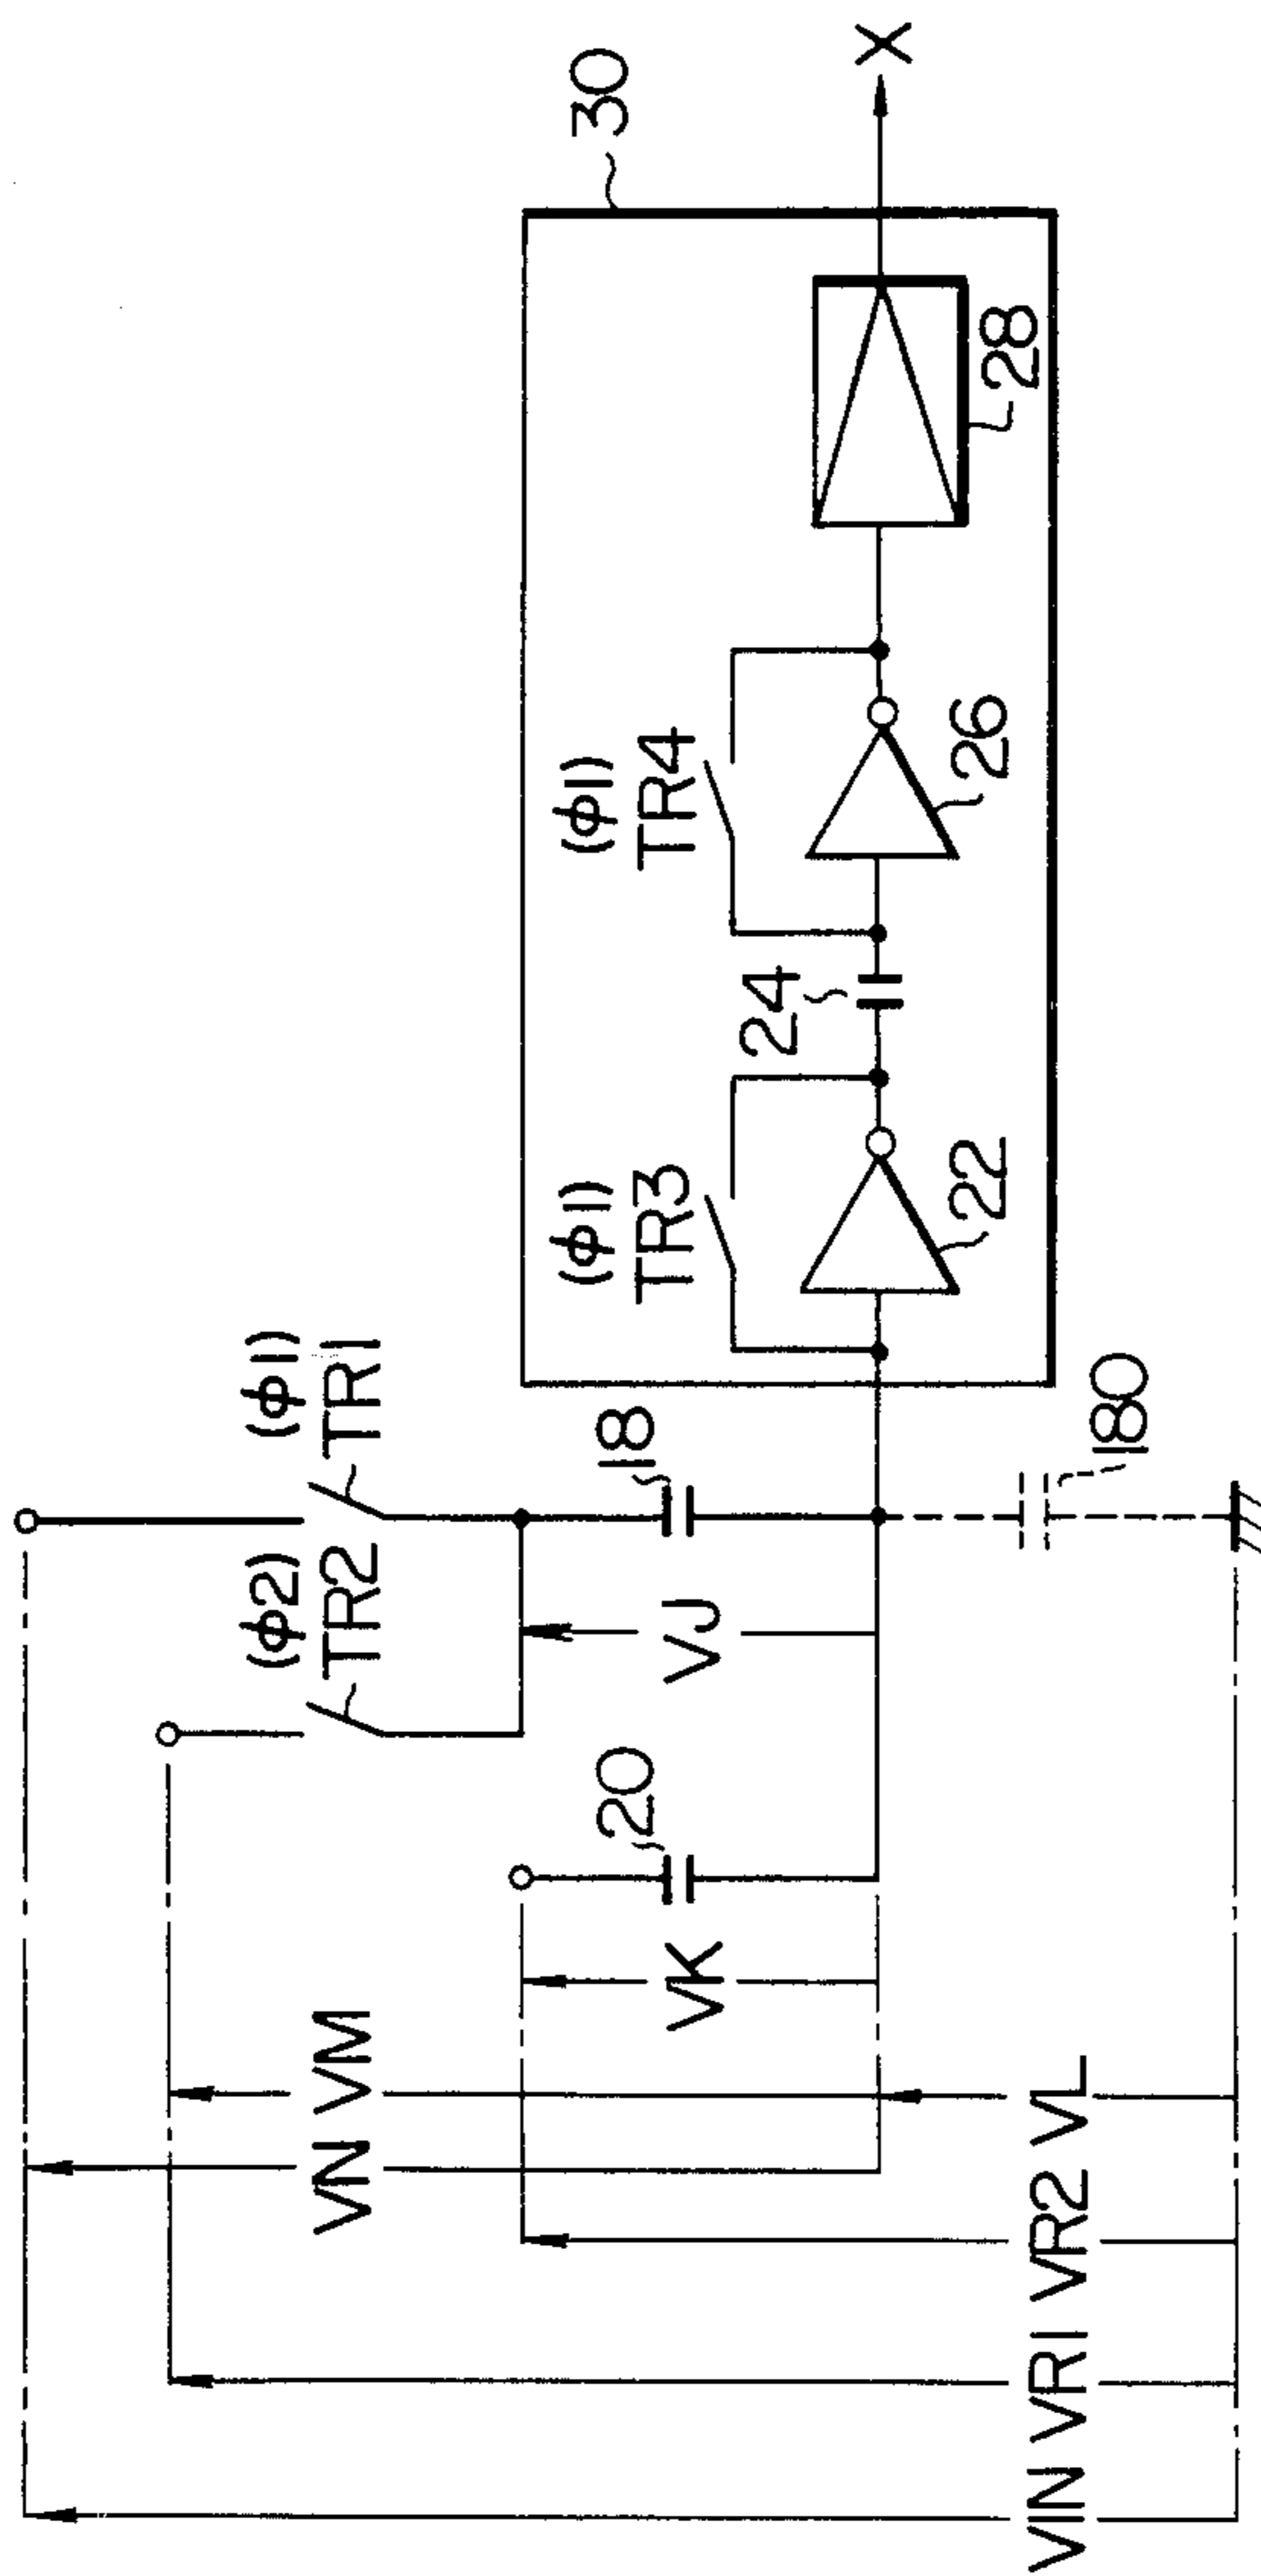 (φ2)
TR2
(φ1)
TR1
(φ1)
TR3
(φ1)
TR4
30
X
VN
VM
VK
20
VJ
18
24
22
26
28
180
VIN
VR1
VR2
VL